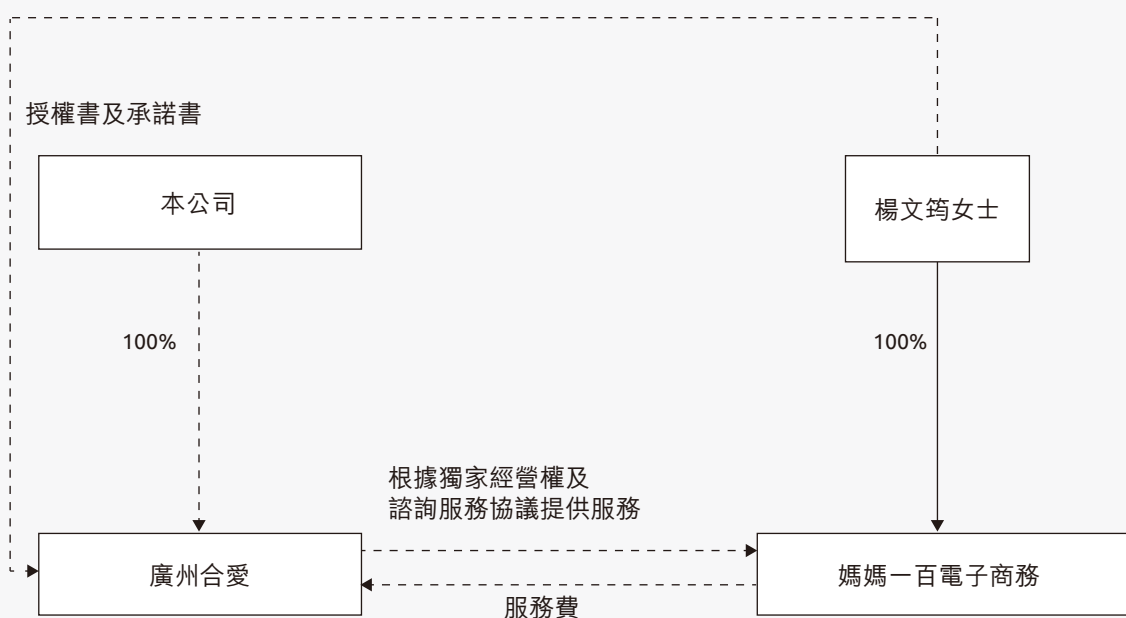 授權書及承諾書
本公司
楊文筠女士
100%
100%
根據獨家經營權及
諮詢服務協議提供服務
廣州合愛
媽媽一百電子商務
服務費